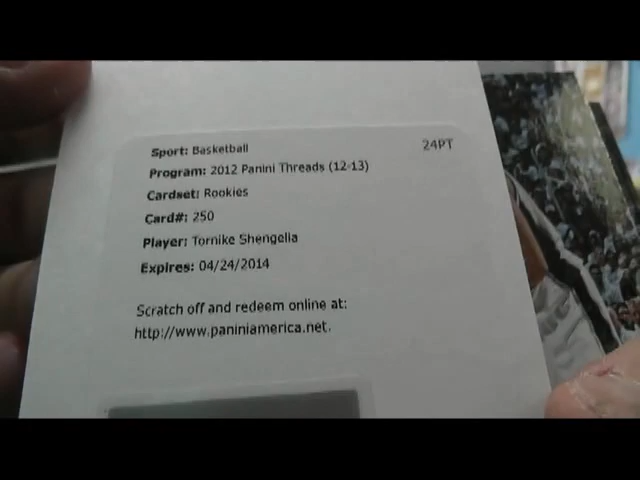 Sport: Basketball 24PT
Program: 2012 Panini Threads (12-13)
Cardset: Rookies
Card#: 250
Player: Tornike Shengelia
Expires: 04/24/2014
Scratch off and redeem online at:
http://www.paniniamerica.net.